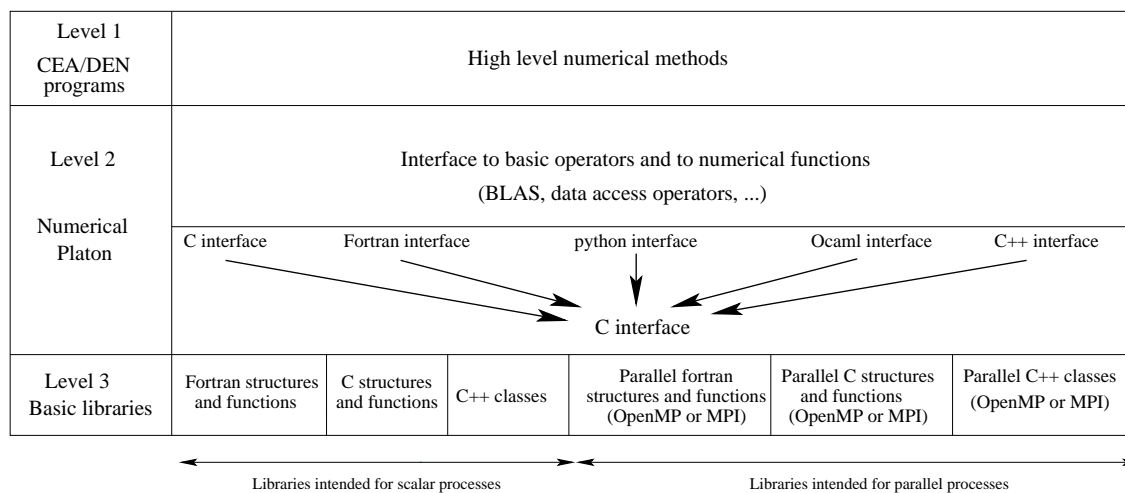 Level 1
CEA/DEN
programs
High level numerical methods
Level 2
Numerical
Platon
Interface to basic operators and to numerical functions
(BLAS, data access operators, ...)
C interface
Fortran interface
python interface
Ocaml interface
C++ interface
C interface
Level 3
Basic libraries
Fortran structures
and functions
C structures
and functions
C++ classes
Parallel fortran
structures and functions
(OpenMP or MPI)
Parallel C structures
and functions
(OpenMP or MPI)
Parallel C++ classes
(OpenMP or MPI)
Libraries intended for scalar processes
Libraries intended for parallel processes